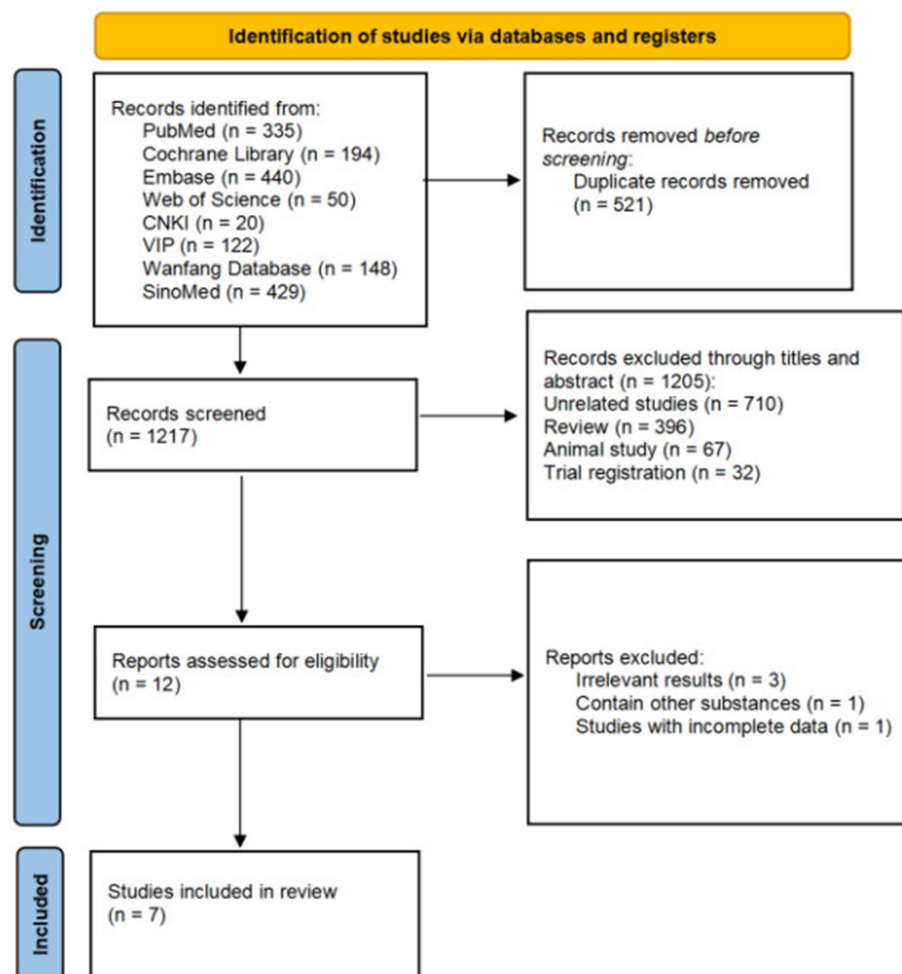 Identification of studies via databases and registers
Identification
Records identified from:
PubMed (n = 335)
Cochrane Library (n = 194)
Embase (n = 440)
Web of Science (n = 50)
CNKI (n = 20)
VIP (n = 122)
Wanfang Database (n = 148)
SinoMed (n = 429)
Records removed before
screening:
Duplicate records removed
(n = 521)
Screening
Records screened
(n = 1217)
Records excluded through titles and
abstract (n = 1205):
Unrelated studies (n = 710)
Review (n = 396)
Animal study (n = 67)
Trial registration (n = 32)
Reports assessed for eligibility
(n = 12)
Reports excluded:
Irrelevant results (n = 3)
Contain other substances (n = 1)
Studies with incomplete data (n = 1)
Included
Studies included in review
(n = 7)